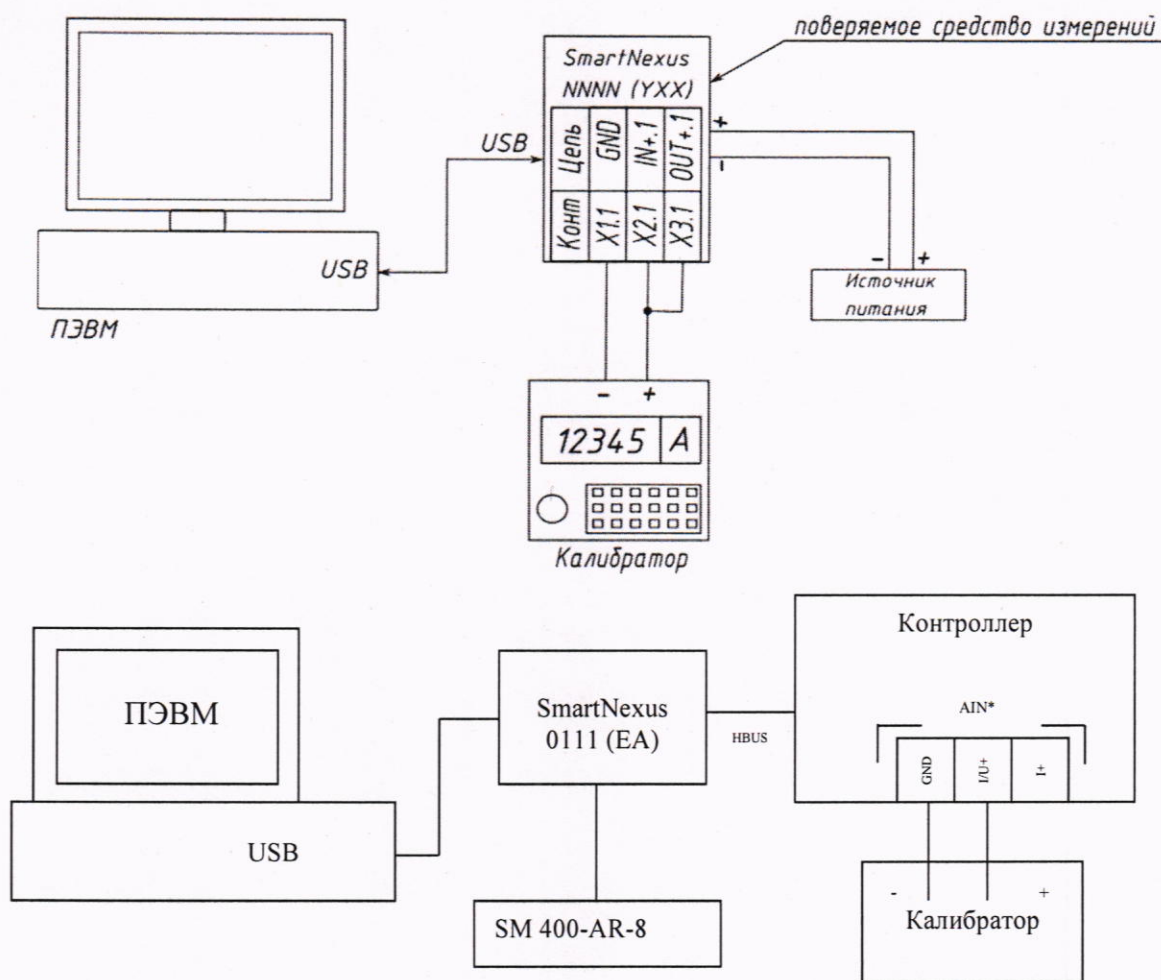 поверяемое средство измерений
SmartNexus
NNNN (YXX)
Цепь
GND
IN+.1
OUT+.1
Конт
X1.1
X2.1
X3.1
+
-
USB
USB
ПЭВМ
- +
Источник
питания
- +
12345 A
Калибратор
Контроллер
ПЭВМ
SmartNexus
0111 (EA)
HBUS
AIN*
GND
I/U+
I+
USB
- +
Калибратор
SM 400-AR-8